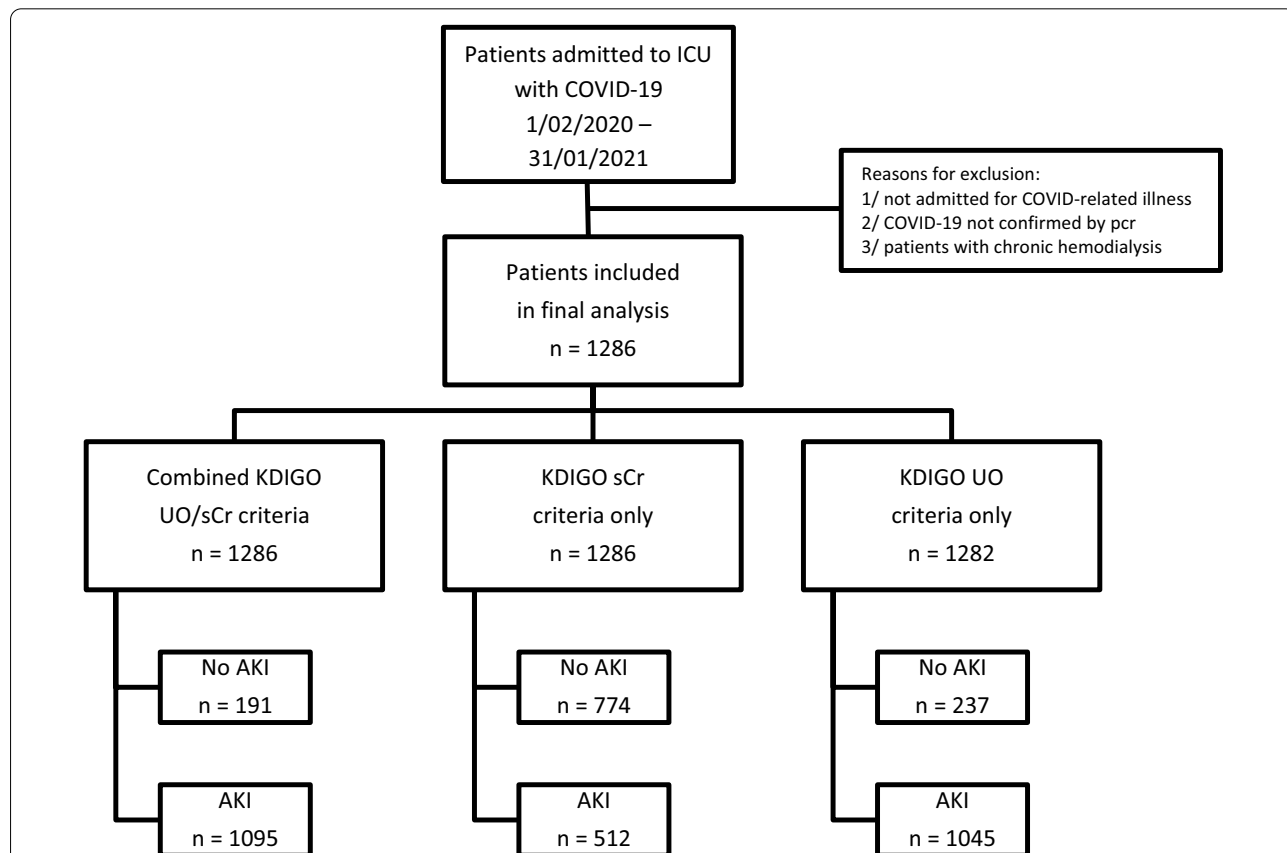 Patients admitted to ICU
with COVID-19
1/02/2020 –
31/01/2021
Reasons for exclusion:
1/ not admitted for COVID-related illness
2/ COVID-19 not confirmed by pcr
3/ patients with chronic hemodialysis
Patients included
in final analysis
n = 1286
Combined KDIGO
UO/sCr criteria
n = 1286
KDIGO sCr
criteria only
n = 1286
KDIGO UO
criteria only
n = 1282
No AKI
n = 191
No AKI
n = 774
No AKI
n = 237
AKI
n = 1095
AKI
n = 512
AKI
n = 1045